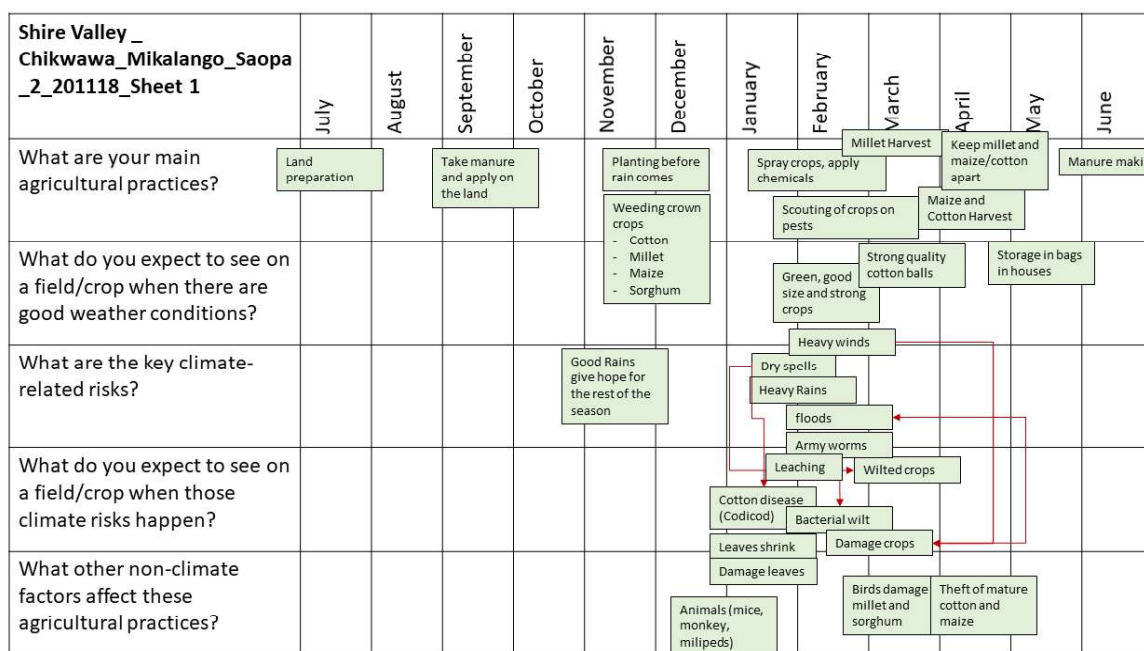 Shire Valley _
Chikwawa_Mikalango_Saopa
_2_201118_Sheet 1
July
August
September
October
November
December
January
February
March
April
May
June
What are your main
agricultural practices?
Land
preparation
Take manure
and apply on
the land
Planting before
rain comes
Weeding crown
crops
- Cotton
- Millet
- Maize
- Sorghum
Spray crops, apply
chemicals
Millet Harvest
Scouting of crops on
pests
Keep millet and
maize/cotton
apart
Maize and
Cotton Harvest
Manure maki
What do you expect to see on
a field/crop when there are
good weather conditions?
Green, good
size and strong
crops
Strong quality
cotton balls
Storage in bags
in houses
What are the key climate-
related risks?
Good Rains
give hope for
the rest of the
season
Heavy winds
Dry spells
Heavy Rains
floods
Army worms
What do you expect to see on
a field/crop when those
climate risks happen?
Leaching
Wilted crops
Cotton disease
(Codicod)
Bacterial wilt
Damage crops
Leaves shrink
What other non-climate
factors affect these
agricultural practices?
Damage leaves
Animals (mice,
monkey,
milipeds)
Birds damage
millet and
sorghum
Theft of mature
cotton and
maize